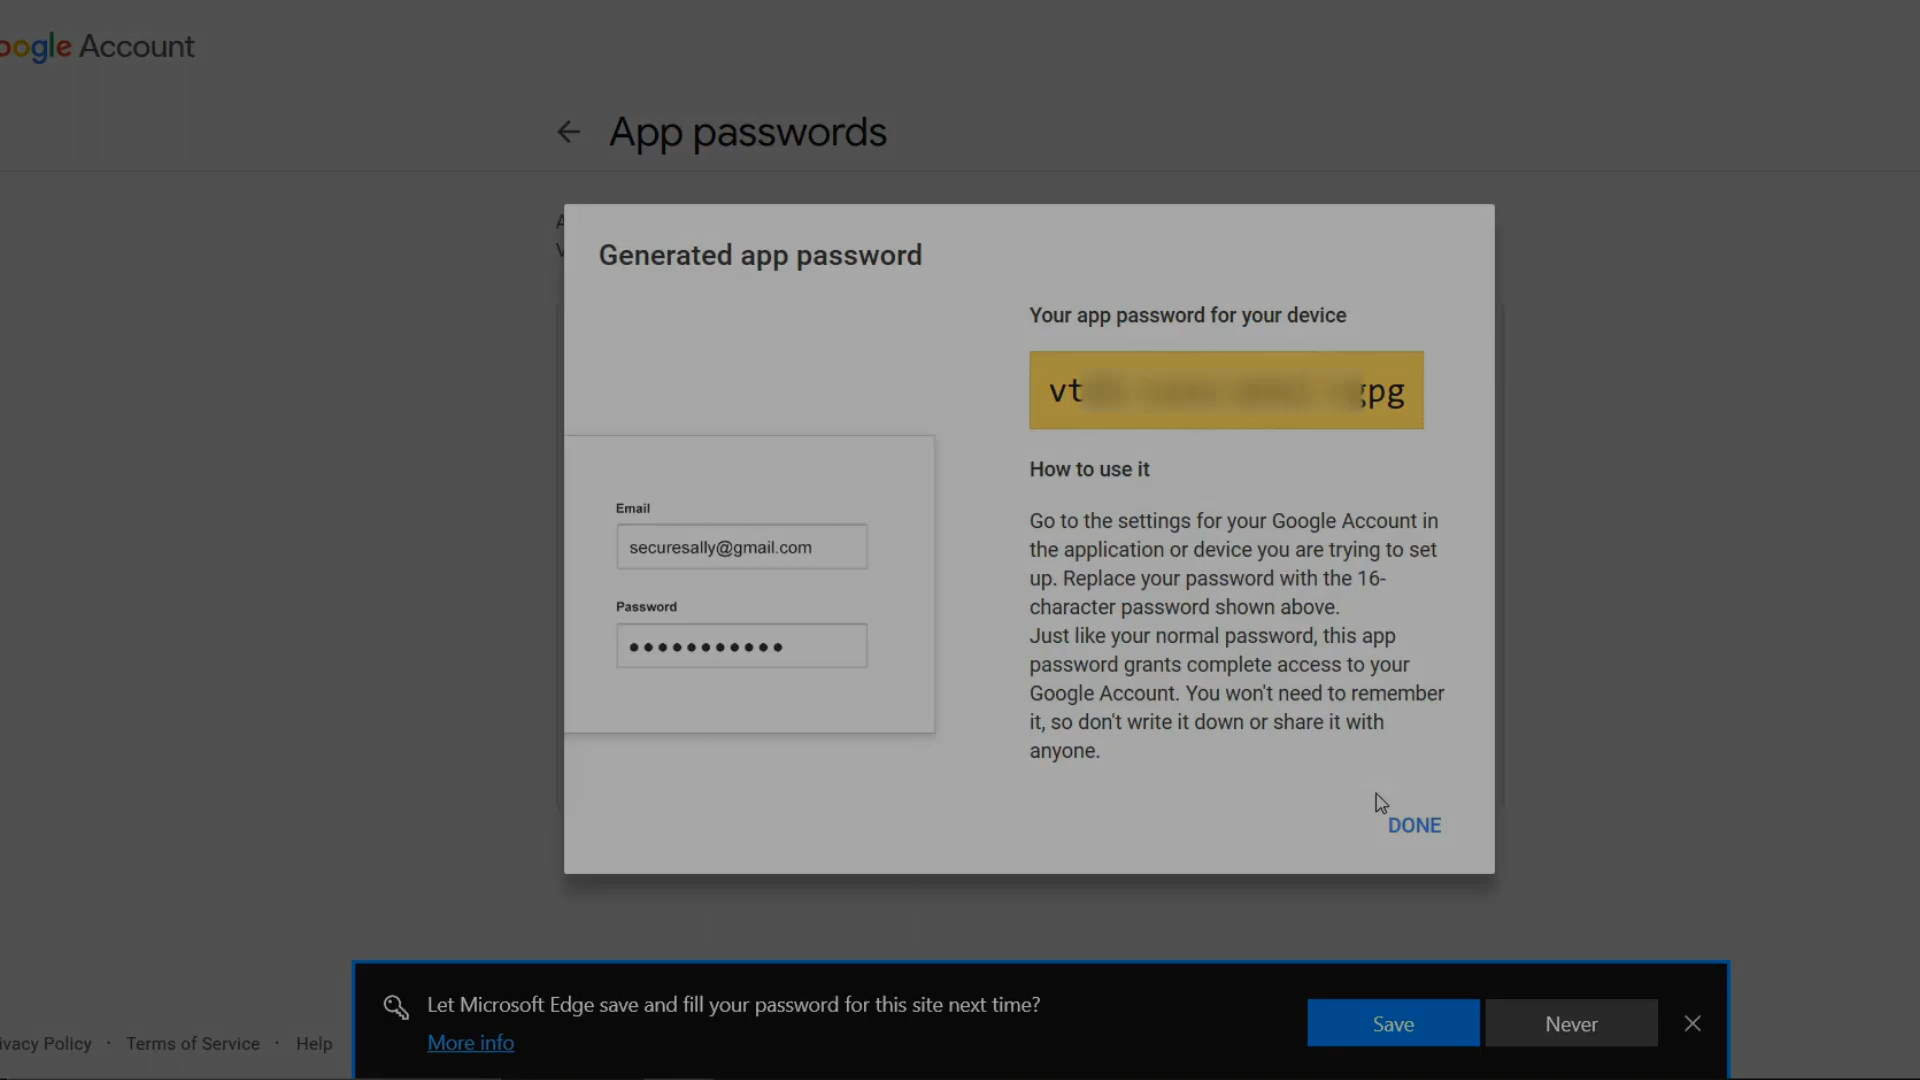 oogle Account
App passwords
Generated app password
Your app password for your device
vt gpg
How to use it
Go to the settings for your Google Account in
the application or device you are trying to set
up. Replace your password with the 16-
character password shown above.
Just like your normal password, this app
password grants complete access to your
Google Account. You won't need to remember
it, so don't write it down or share it with
anyone.
Email
securesally@gmail.com
Password
DONE
Let Microsoft Edge save and fill your password for this site next time?
More info
Save
Never
ivacy Policy · Terms of Service · Help